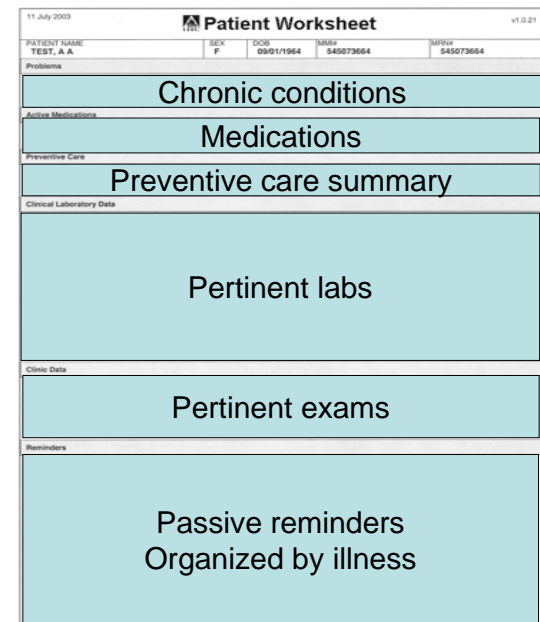 11 July 2003
IHC Patient Worksheet
v1.0.21
PATIENT NAME SEX DOB MMI# MRN#
TEST, A A F 09/01/1964 545073664 545073664
Problems
Chronic conditions
Active Medications
Medications
Preventive Care
Preventive care summary
Clinical Laboratory Data
Pertinent labs
Clinic Data
Pertinent exams
Reminders
Passive reminders
Organized by illness